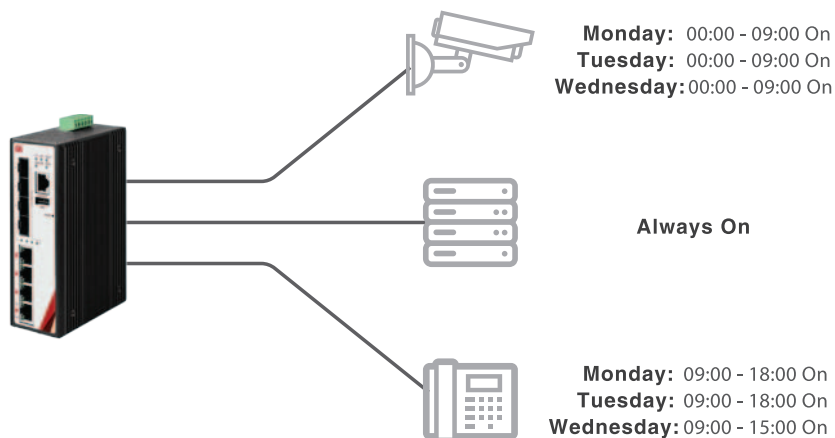 Monday: 00:00 - 09:00 On
Tuesday: 00:00 - 09:00 On
Wednesday: 00:00 - 09:00 On
Always On
Monday: 09:00 - 18:00 On
Tuesday: 09:00 - 18:00 On
Wednesday: 09:00 - 15:00 On